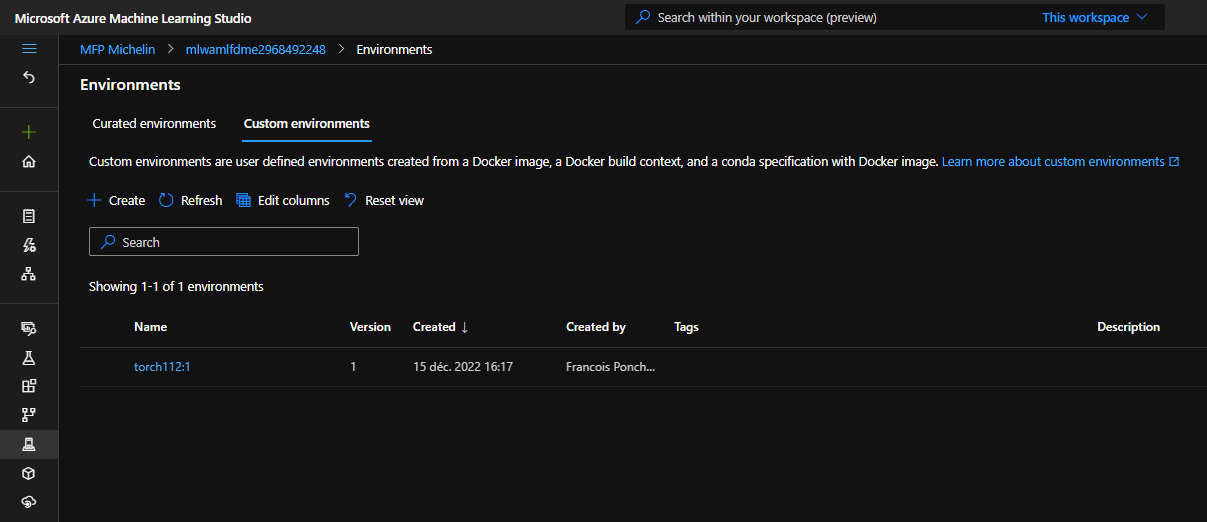 Microsoft Azure Machine Learning Studio
Search within your workspace (preview)
This workspace
MFP Michelin > mlwamlfdme2968492248 > Environments
Environments
Curated environments
Custom environments
Custom environments are user defined environments created from a Docker image, a Docker build context, and a conda specification with Docker image. Learn more about custom environments
Create
Refresh
Edit columns
Reset view
Search
Showing 1-1 of 1 environments
Name Version Created ↓ Created by Tags Description
torch112:1 1 15 déc. 2022 16:17 Francois Ponch...